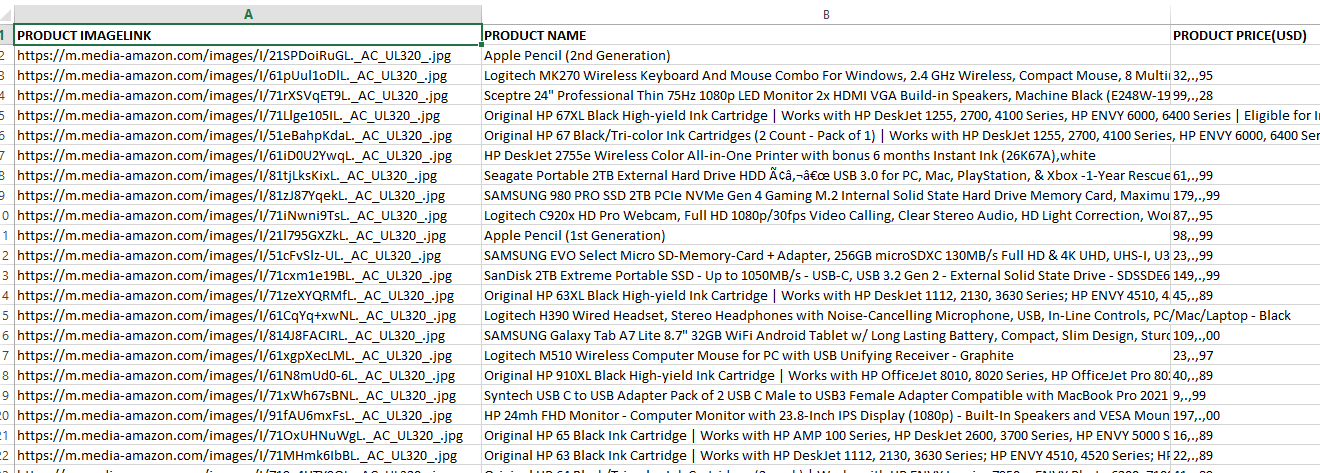 A B
1 PRODUCT IMAGELINK PRODUCT NAME PRODUCT PRICE(USD)
2 https://m.media-amazon.com/images/I/21SPDoiRuGL._AC_UL320_.jpg Apple Pencil (2nd Generation)
3 https://m.media-amazon.com/images/I/61pUul1oDlL._AC_UL320_.jpg Logitech MK270 Wireless Keyboard And Mouse Combo For Windows, 2.4 GHz Wireless, Compact Mouse, 8 Multi 32,.,95
4 https://m.media-amazon.com/images/I/71rXSVqET9L._AC_UL320_.jpg Sceptre 24" Professional Thin 75Hz 1080p LED Monitor 2x HDMI VGA Build-in Speakers, Machine Black (E248W-19 99,.,28
5 https://m.media-amazon.com/images/I/71Llge105IL._AC_UL320_.jpg Original HP 67XL Black High-yield Ink Cartridge | Works with HP DeskJet 1255, 2700, 4100 Series, HP ENVY 6000, 6400 Series | Eligible for I
6 https://m.media-amazon.com/images/I/51eBahpKdaL._AC_UL320_.jpg Original HP 67 Black/Tri-color Ink Cartridges (2 Count - Pack of 1) | Works with HP DeskJet 1255, 2700, 4100 Series, HP ENVY 6000, 6400 Ser
7 https://m.media-amazon.com/images/I/61iD0U2YwqL._AC_UL320_.jpg HP DeskJet 2755e Wireless Color All-in-One Printer with bonus 6 months Instant Ink (26K67A),white
8 https://m.media-amazon.com/images/I/81tjLksKixL._AC_UL320_.jpg Seagate Portable 2TB External Hard Drive HDD Ãcâ,¬â€œ USB 3.0 for PC, Mac, PlayStation, & Xbox -1-Year Rescue 61,.,99
9 https://m.media-amazon.com/images/I/81zJ87YqekL._AC_UL320_.jpg SAMSUNG 980 PRO SSD 2TB PCIe NVMe Gen 4 Gaming M.2 Internal Solid State Hard Drive Memory Card, Maximu 179,.,99
0 https://m.media-amazon.com/images/I/71iNwni9TsL._AC_UL320_.jpg Logitech C920x HD Pro Webcam, Full HD 1080p/30fps Video Calling, Clear Stereo Audio, HD Light Correction, Wor 87,.,95
1 https://m.media-amazon.com/images/I/21l795GXZkL._AC_UL320_.jpg Apple Pencil (1st Generation) 98,.,99
2 https://m.media-amazon.com/images/I/51cFvSlz-UL._AC_UL320_.jpg SAMSUNG EVO Select Micro SD-Memory-Card + Adapter, 256GB microSDXC 130MB/s Full HD & 4K UHD, UHS-I, U3 23,.,99
3 https://m.media-amazon.com/images/I/71cxm1e19BL._AC_UL320_.jpg SanDisk 2TB Extreme Portable SSD - Up to 1050MB/s - USB-C, USB 3.2 Gen 2 - External Solid State Drive - SDSSDE6 149,.,99
4 https://m.media-amazon.com/images/I/71zeXYQRMfL._AC_UL320_.jpg Original HP 63XL Black High-yield Ink Cartridge | Works with HP DeskJet 1112, 2130, 3630 Series; HP ENVY 4510, 4 45,.,89
5 https://m.media-amazon.com/images/I/61CqYq+xwNL._AC_UL320_.jpg Logitech H390 Wired Headset, Stereo Headphones with Noise-Cancelling Microphone, USB, In-Line Controls, PC/Mac/Laptop - Black
6 https://m.media-amazon.com/images/I/814J8FACIRL._AC_UL320_.jpg SAMSUNG Galaxy Tab A7 Lite 8.7" 32GB WiFi Android Tablet w/ Long Lasting Battery, Compact, Slim Design, Sturd 109,.,00
7 https://m.media-amazon.com/images/I/61xgpXecLML._AC_UL320_.jpg Logitech M510 Wireless Computer Mouse for PC with USB Unifying Receiver - Graphite 23,.,97
8 https://m.media-amazon.com/images/I/61N8mUd0-6L._AC_UL320_.jpg Original HP 910XL Black High-yield Ink Cartridge | Works with HP OfficeJet 8010, 8020 Series, HP OfficeJet Pro 80 40,.,89
9 https://m.media-amazon.com/images/I/71xWh67sBNL._AC_UL320_.jpg Syntech USB C to USB Adapter Pack of 2 USB C Male to USB3 Female Adapter Compatible with MacBook Pro 2021 9,.,99
20 https://m.media-amazon.com/images/I/91fAU6mxFsL._AC_UL320_.jpg HP 24mh FHD Monitor - Computer Monitor with 23.8-Inch IPS Display (1080p) - Built-In Speakers and VESA Moun 197,.,00
21 https://m.media-amazon.com/images/I/71OxUHNuWgL._AC_UL320_.jpg Original HP 65 Black Ink Cartridge | Works with HP AMP 100 Series, HP DeskJet 2600, 3700 Series, HP ENVY 5000 S 16,.,89
22 https://m.media-amazon.com/images/I/71MHmk6IbBL._AC_UL320_.jpg Original HP 63 Black Ink Cartridge | Works with HP DeskJet 1112, 2130, 3630 Series; HP ENVY 4510, 4520 Series; HP 22,.,89